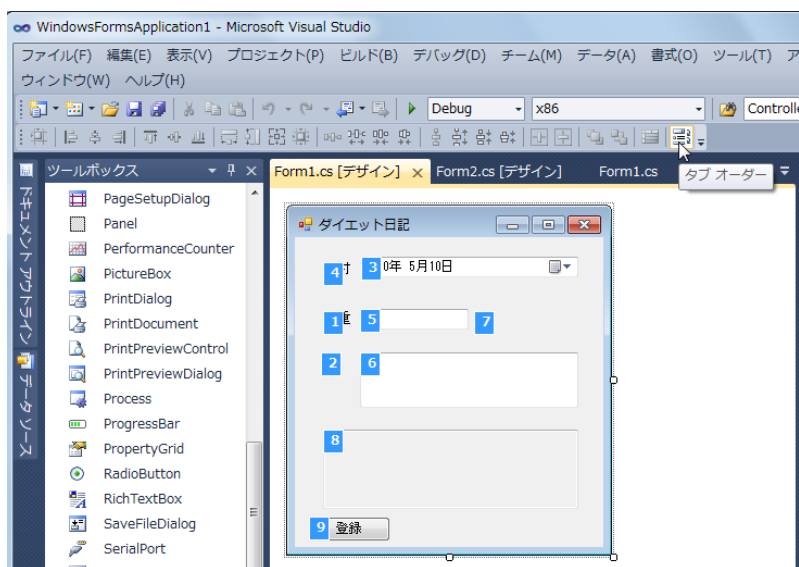 WindowsFormsApplication1 - Microsoft Visual Studio
ファイル(F) 編集(E) 表示(V) プロジェクト(P) ビルド(B) デバッグ(D) チーム(M) データ(A) 書式(O) ツール(T) ア
ウィンドウ(W) ヘルプ(H)
Debug x86 Controlle
ツールボックス Form1.cs [デザイン] Form2.cs [デザイン] Form1.cs タブ オーダー
ドキュメント アウトライン
データ ソース
PageSetupDialog
Panel
PerformanceCounter
PictureBox
PrintDialog
PrintDocument
PrintPreviewControl
PrintPreviewDialog
Process
ProgressBar
PropertyGrid
RadioButton
RichTextBox
SaveFileDialog
SerialPort
ダイエット日記
4 3 0年 5月10日
1 5 7
2 6
8
9 登録